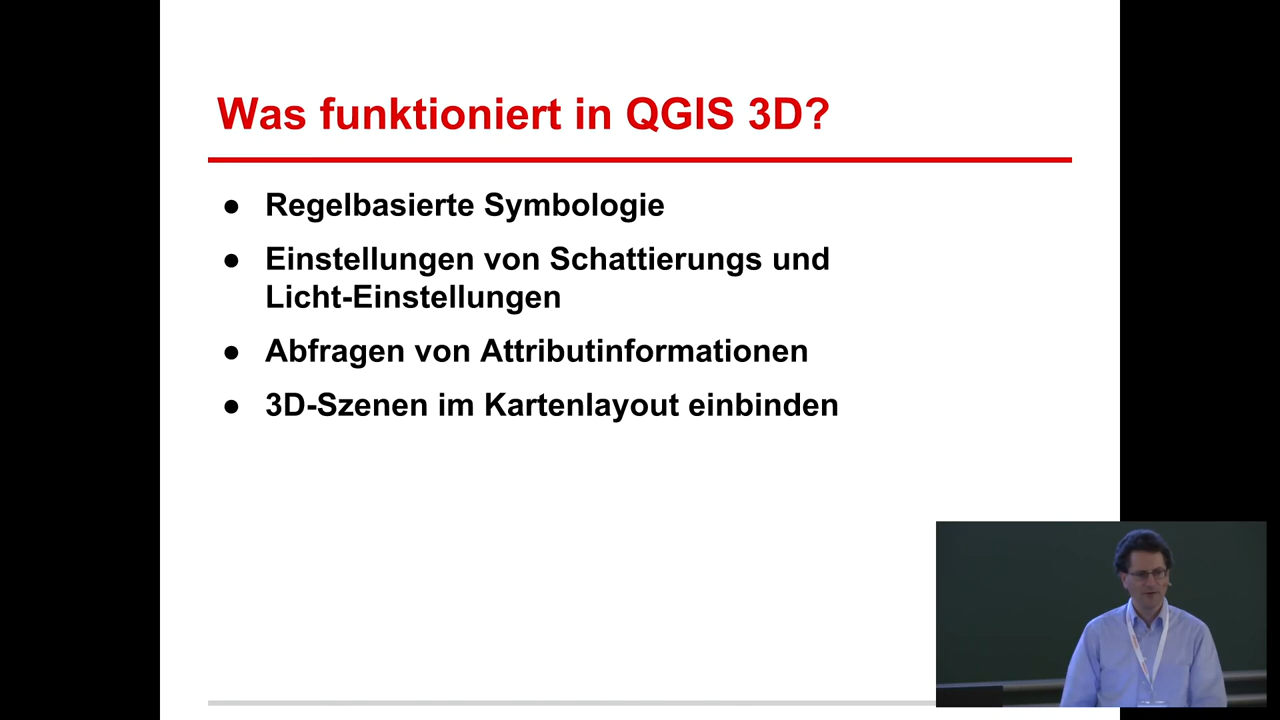 Was funktioniert in QGIS 3D?
● Regelbasierte Symbologie
● Einstellungen von Schattierungs und
Licht-Einstellungen
● Abfragen von Attributinformationen
● 3D-Szenen im Kartenlayout einbinden